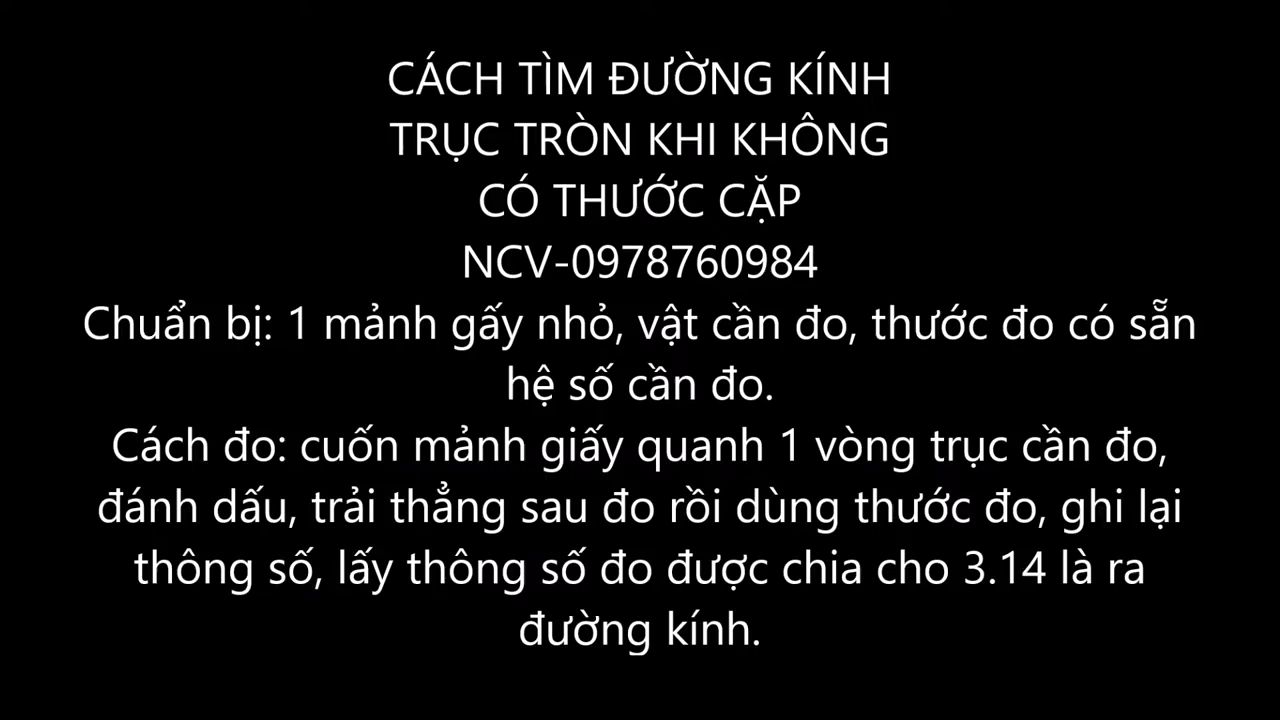 CÁCH TÌM ĐƯỜNG KÍNH
TRỤC TRÒN KHI KHÔNG
CÓ THƯỚC CẶP
NCV-0978760984
Chuẩn bị: 1 mảnh gấy nhỏ, vật cần đo, thước đo có sẵn
hệ số cần đo.
Cách đo: cuốn mảnh giấy quanh 1 vòng trục cần đo,
đánh dấu, trải thẳng sau đo rồi dùng thước đo, ghi lại
thông số, lấy thông số đo được chia cho 3.14 là ra
đường kính.